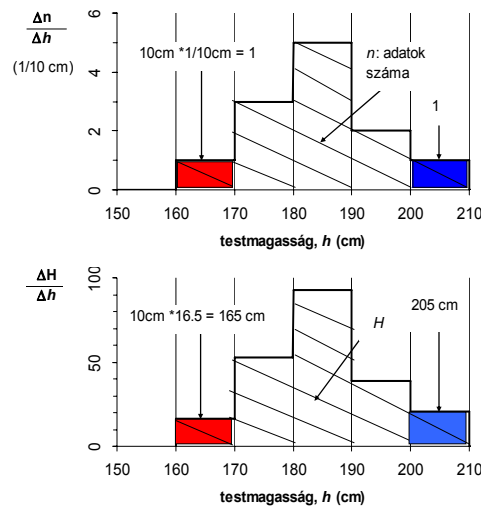 Δn
Δh
(1/10 cm)
6
4
2
0
10cm *1/10cm = 1
n: adatok
száma
1
150 160 170 180 190 200 210
testmagasság, h (cm)
ΔH
Δh
100
50
0
10cm *16.5 = 165 cm
H
205 cm
150 160 170 180 190 200 210
testmagasság, h (cm)